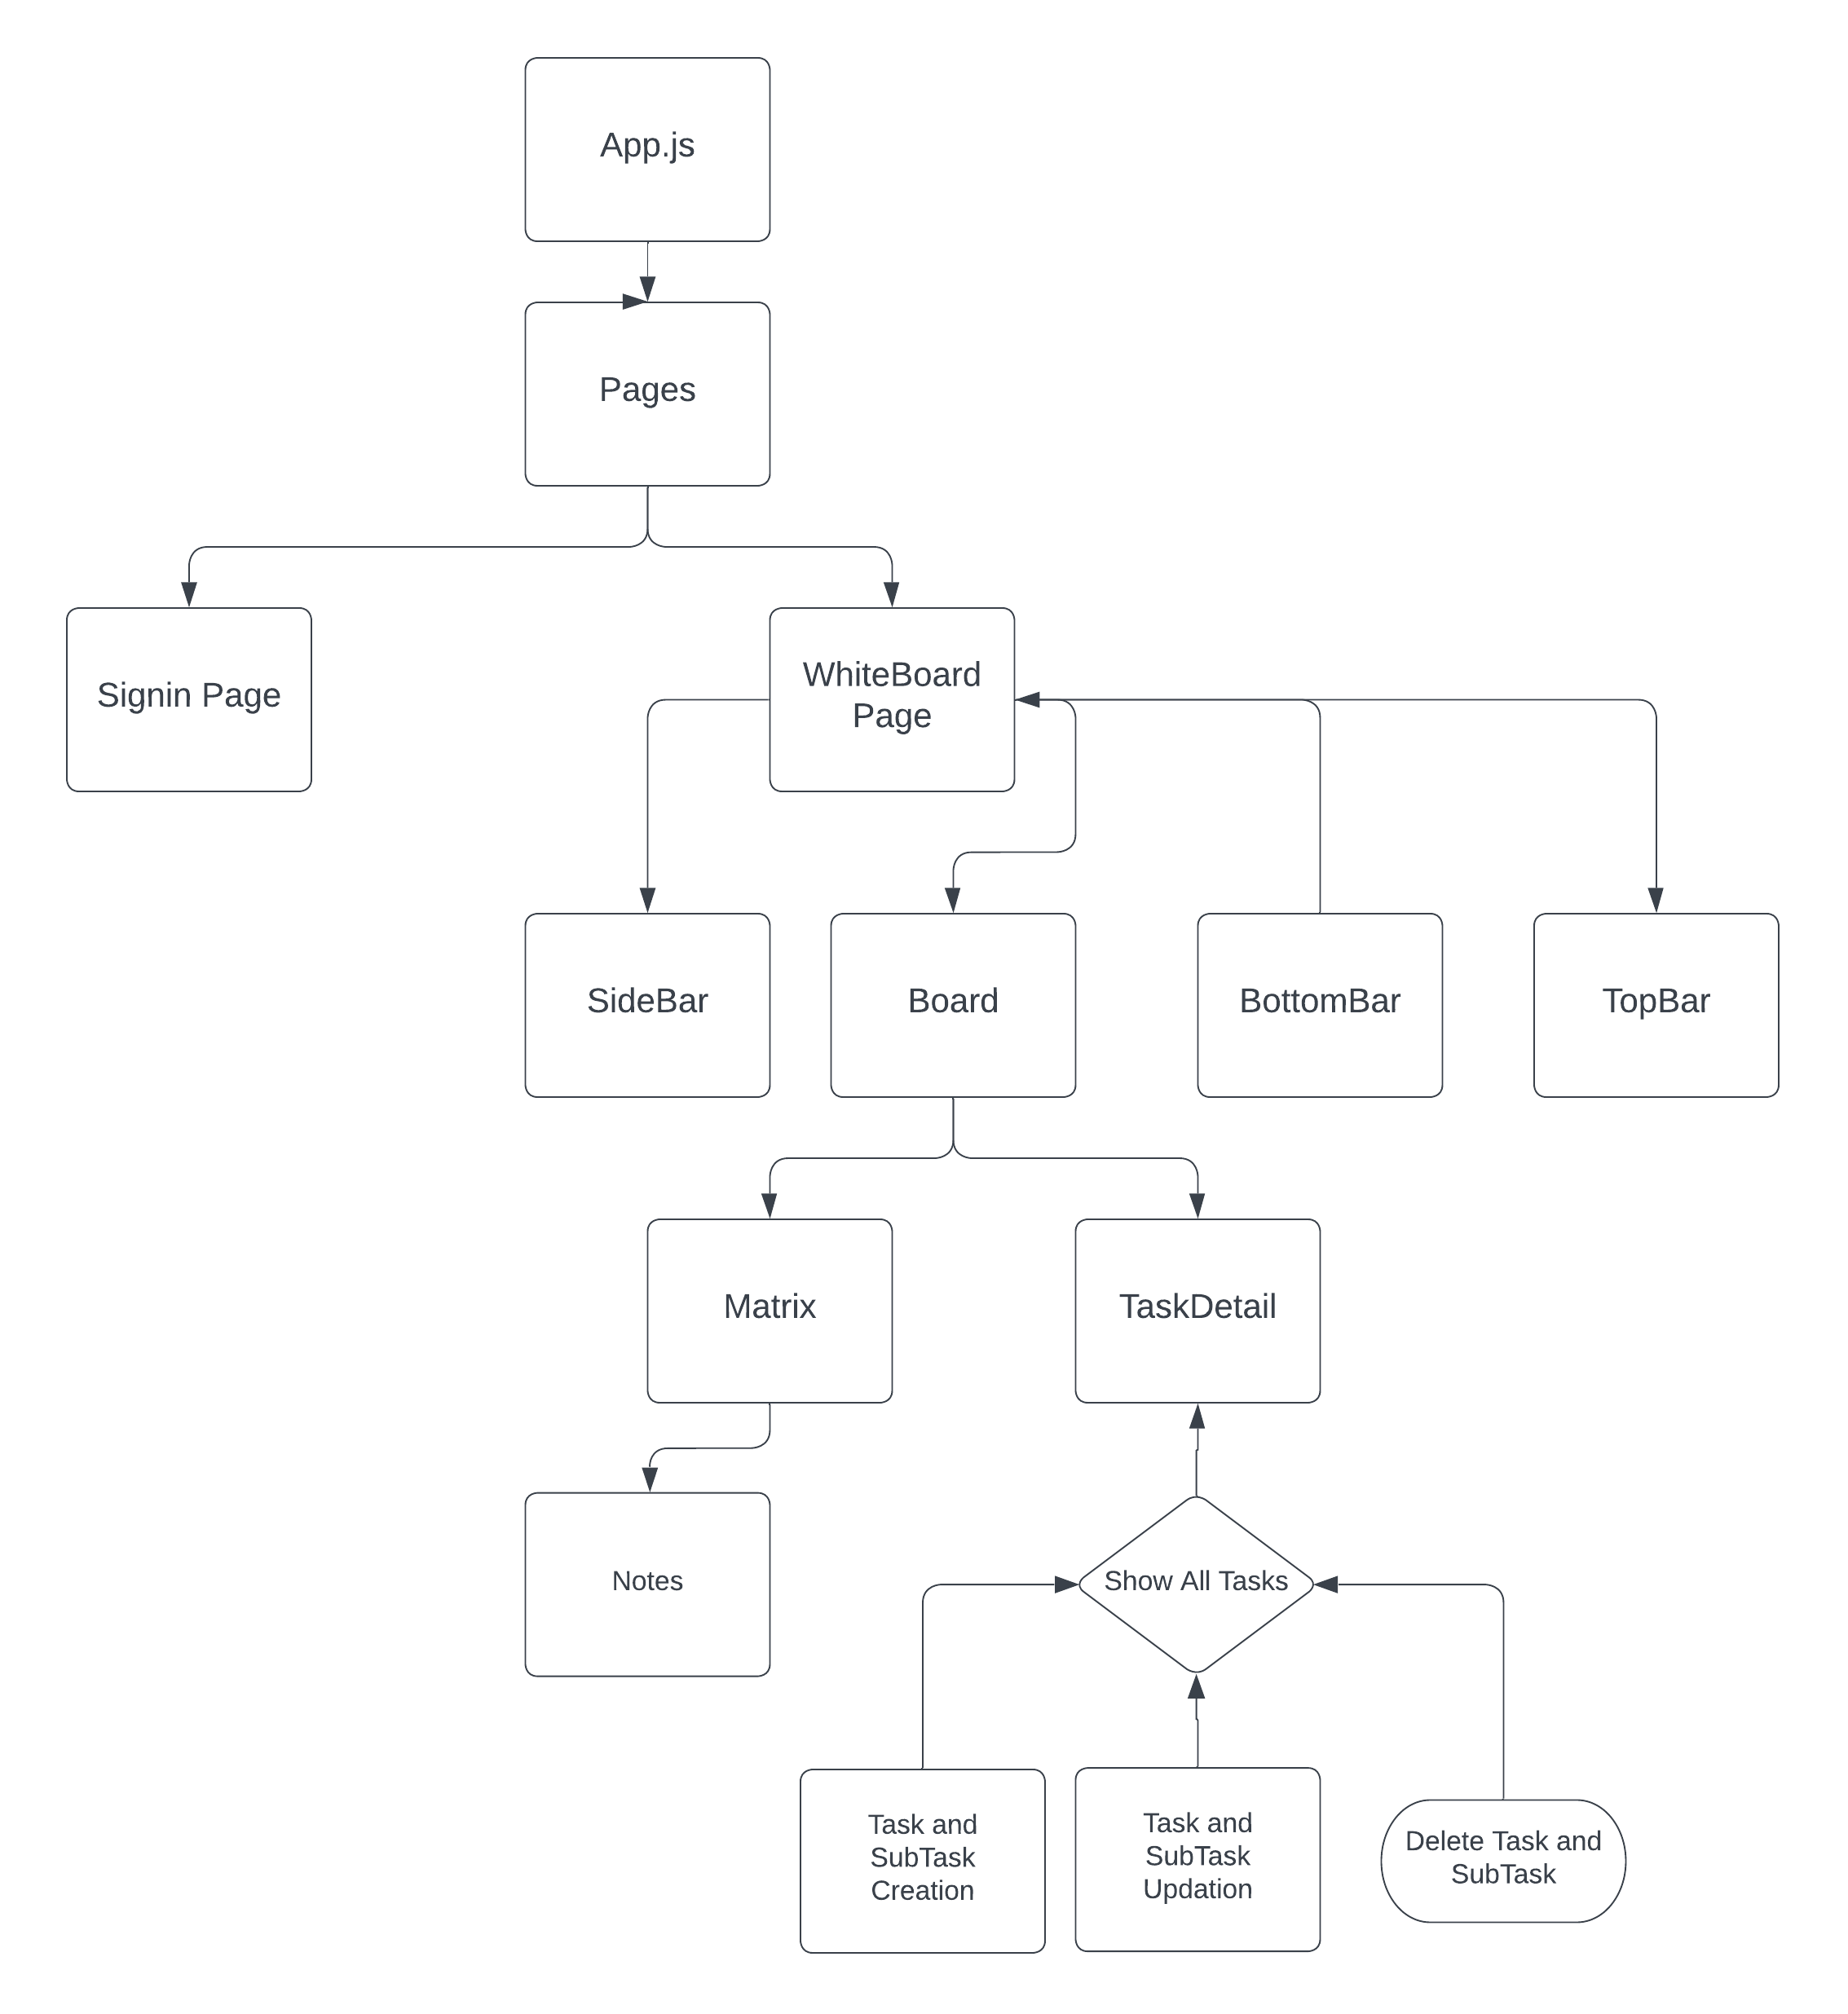 App.js
Pages
Signin Page
WhiteBoard
Page
SideBar
Board
BottomBar
TopBar
Matrix
TaskDetail
Notes
Show All Tasks
Task and
SubTask
Creation
Task and
SubTask
Updation
Delete Task and
SubTask